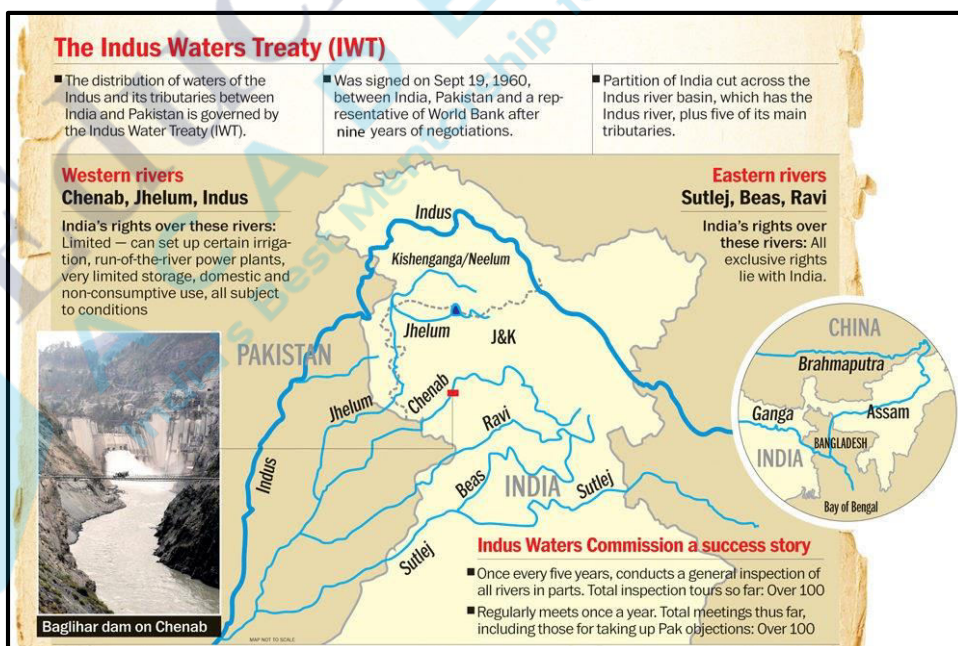 The Indus Waters Treaty (IWT)
■ The distribution of waters of the
Indus and its tributaries between
India and Pakistan is governed by
the Indus Water Treaty (IWT).
■ Was signed on Sept 19, 1960,
between India, Pakistan and a rep-
resentative of World Bank after
nine years of negotiations.
■ Partition of India cut across the
Indus river basin, which has the
Indus river, plus five of its main
tributaries.
Western rivers
Chenab, Jhelum, Indus
India's rights over these rivers:
Limited — can set up certain irriga-
tion, run-of-the-river power plants,
very limited storage, domestic and
non-consumptive use, all subject
to conditions
Eastern rivers
Sutlej, Beas, Ravi
India's rights over
these rivers: All
exclusive rights
lie with India.
Indus
Kishenganga/Neelum
Jhelum
J&K
PAKISTAN
Jhelum
Chenab
Ravi
Indus
Beas
INDIA
Sutlej
Sutlej
CHINA
Brahmaputra
Ganga
Assam
BANGLADESH
INDIA
Bay of Bengal
Baglihar dam on Chenab
MAP NOT TO SCALE
Indus Waters Commission a success story
■ Once every five years, conducts a general inspection of
all rivers in parts. Total inspection tours so far: Over 100
■ Regularly meets once a year. Total meetings thus far,
including those for taking up Pak objections: Over 100